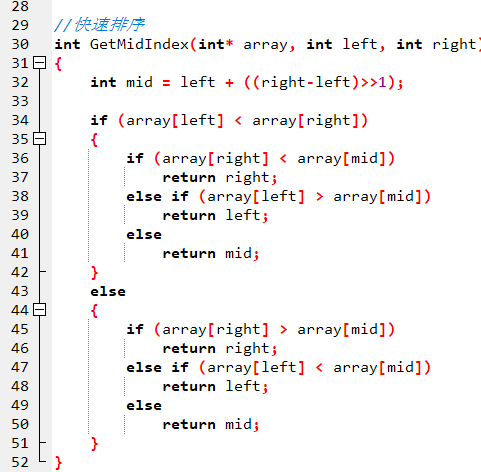 28
29 //快速排序
30 int GetMidIndex(int* array, int left, int right)
31 {
32     int mid = left + ((right-left)>>1);
33
34     if (array[left] < array[right])
35     {
36         if (array[right] < array[mid])
37             return right;
38         else if (array[left] > array[mid])
39             return left;
40         else
41             return mid;
42     }
43     else
44     {
45         if (array[right] > array[mid])
46             return right;
47         else if (array[left] < array[mid])
48             return left;
49         else
50             return mid;
51     }
52 }